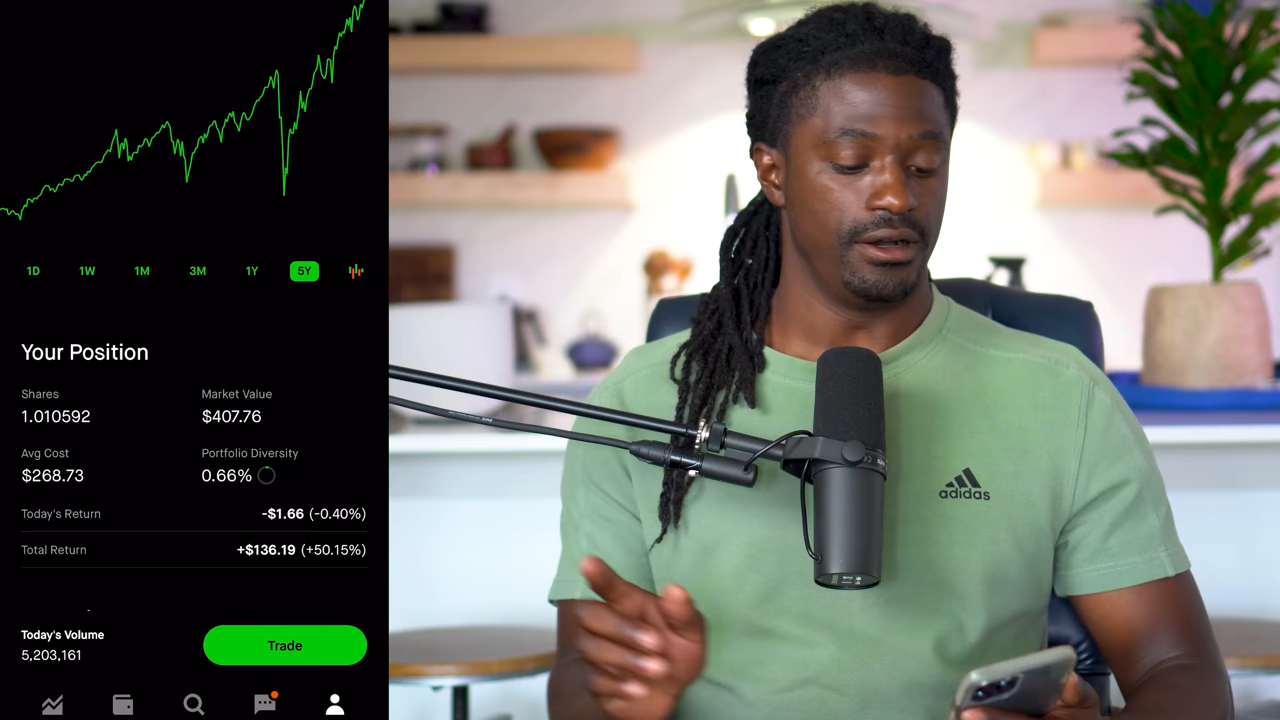 1D 1W 1M 3M 1Y 5Y
Your Position
Shares Market Value
1.010592 $407.76
Avg Cost Portfolio Diversity
$268.73 0.66%
Today's Return -$1.66 (-0.40%)
Total Return +$136.19 (+50.15%)
Today's Volume
5,203,161
Trade
adidas